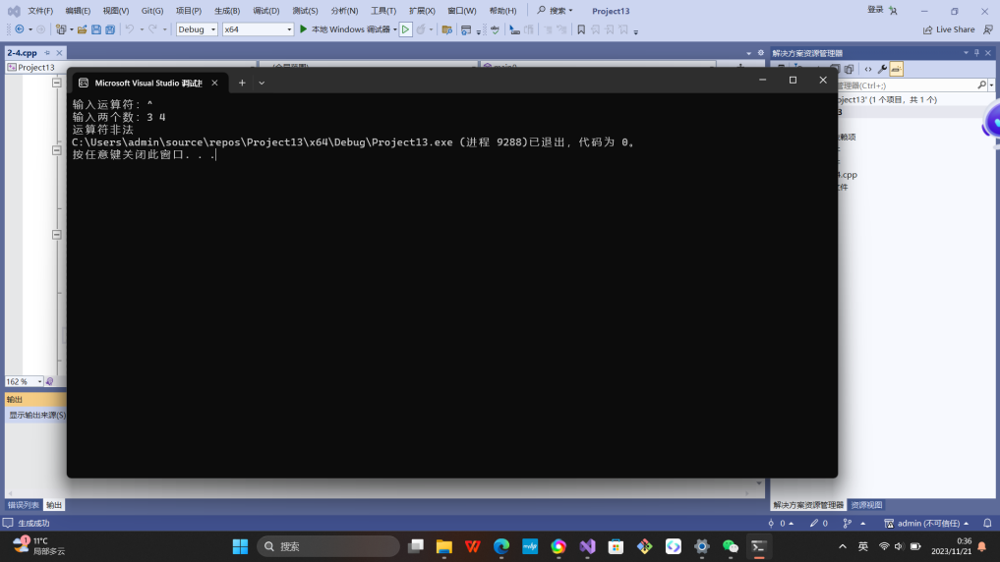 文件(F) 编辑(E) 视图(V) Git(G) 项目(P) 生成(B) 调试(D) 测试(S) 分析(N) 工具(T) 扩展(X) 窗口(W) 帮助(H) 搜索 Project13 登录
Debug x64 本地 Windows 调试器 Live Share
2-4.cpp 解决方案资源管理器
Project13
Microsoft Visual Studio 调试
输入运算符: ^
输入两个数: 3 4
运算符非法
C:\Users\admin\source\repos\Project13\x64\Debug\Project13.exe (进程 9288)已退出，代码为 0。
按任意键关闭此窗口. . .
管理器(Ctrl+;)
oject13' (1 个项目，共 1 个)
3
赖项
4.cpp
件
162 %
输出
显示输出来源(S)
错误列表 输出 解决方案资源管理器 资源视图
生成成功 0 0 admin (不可信任)
1
11°C
局部多云
搜索
英
0:36
2023/11/21